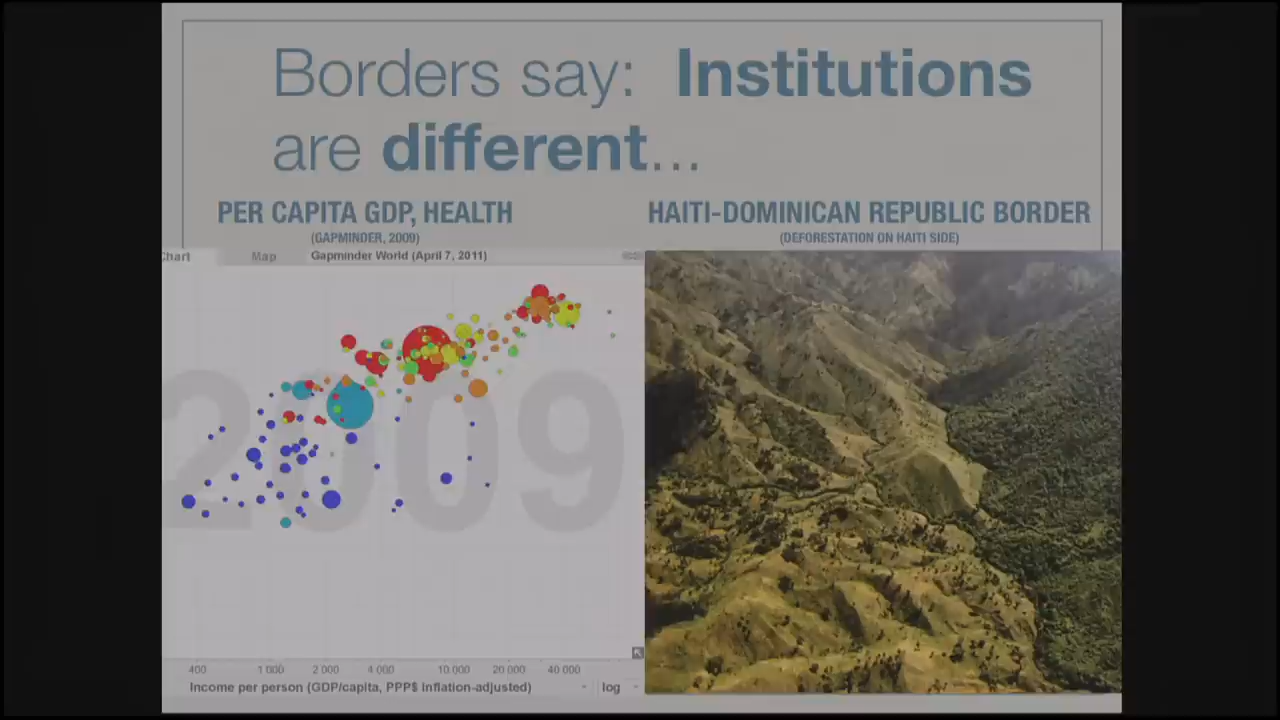 Borders say: Institutions
are different...
PER CAPITA GDP, HEALTH
(GAPMINDER, 2009)
HAITI-DOMINICAN REPUBLIC BORDER
(DEFORESTATION ON HAITI SIDE)
Chart Map Gapminder World (April 7, 2011)
2009
400 1 000 2 000 4 000 10 000 20 000 40 000
Income per person (GDP/capita, PPP$ inflation-adjusted) log